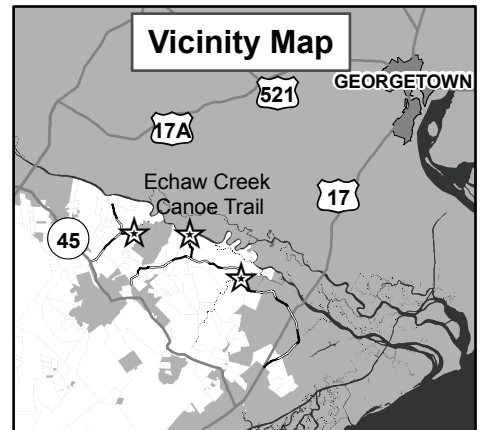 Vicinity Map
GEORGETOWN
521
17A
Echaw Creek
Canoe Trail
17
45